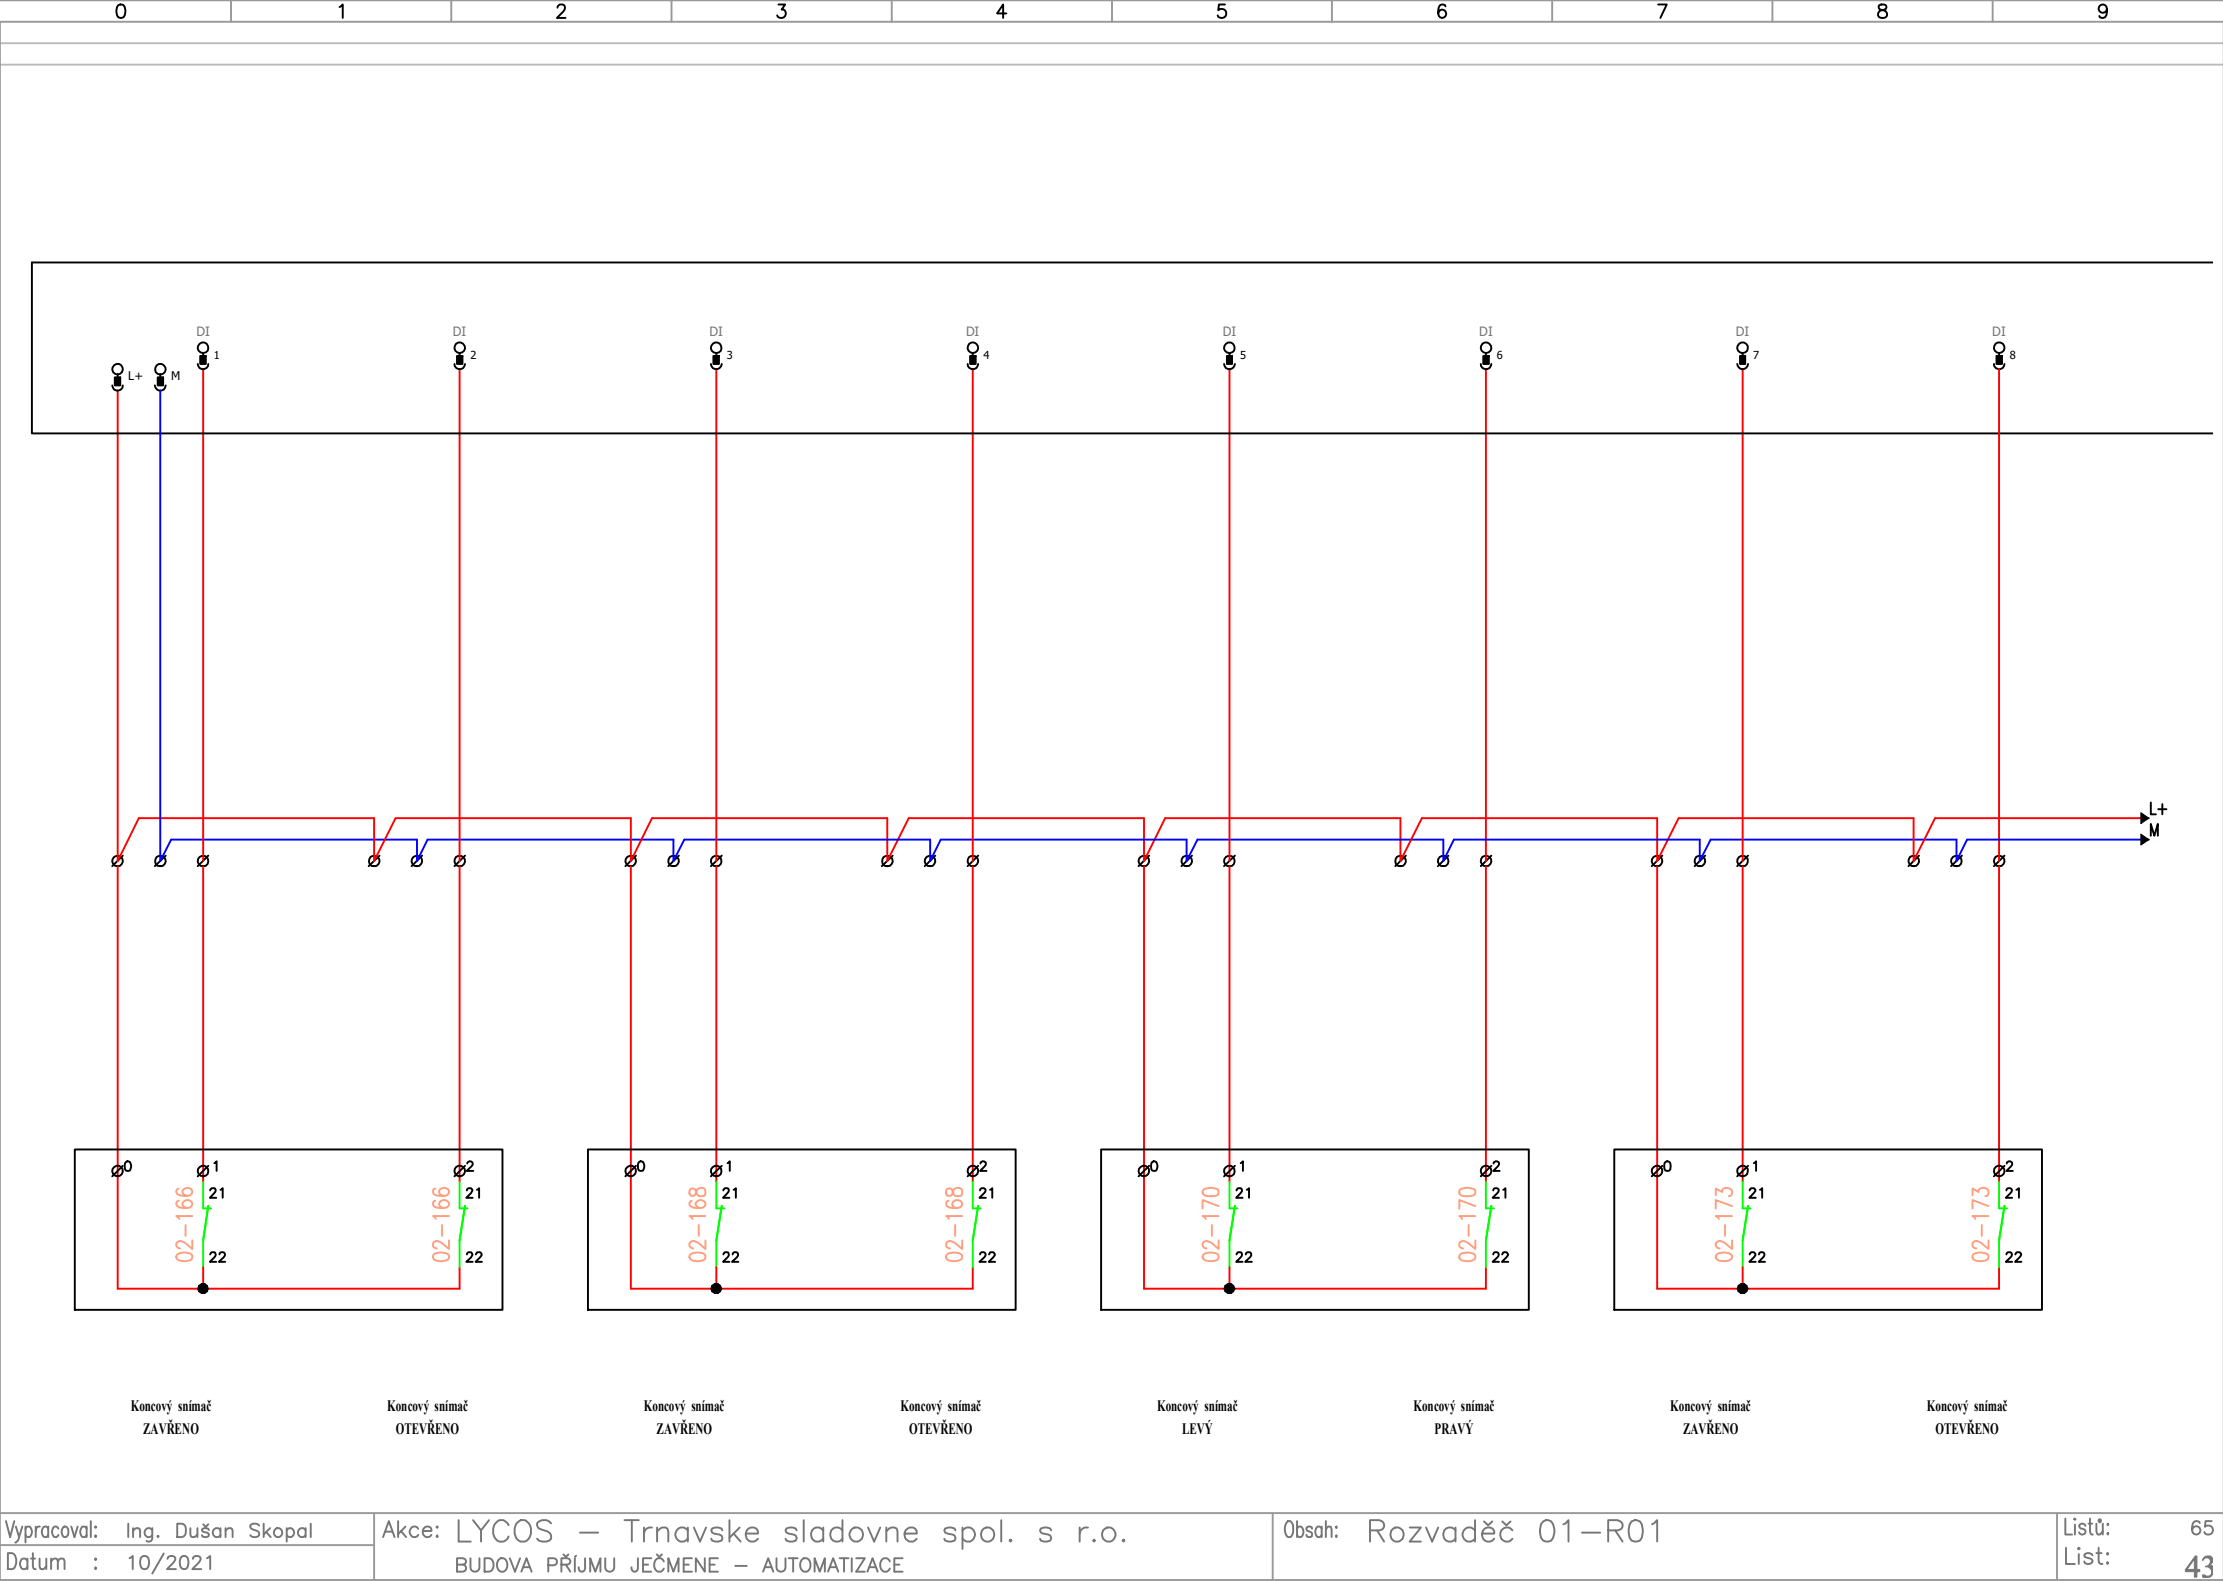 0 1 2 3 4 5 6 7 8 9
DI DI DI DI DI DI DI DI
1 2 3 4 5 6 7 8
L+ M
L+
M
0 1 2 0 1 2 0 1 2 0 1 2
21 21 21 21 21 21 21 21
02-166 02-166 02-168 02-168 02-170 02-170 02-173 02-173
22 22 22 22 22 22 22 22
Koncový snímač Koncový snímač Koncový snímač Koncový snímač Koncový snímač Koncový snímač Koncový snímač Koncový snímač
ZAVŘENO OTEVŘENO ZAVŘENO OTEVŘENO LEVÝ PRAVÝ ZAVŘENO OTEVŘENO
Vypracoval: Ing. Dušan Skopal
Datum : 10/2021
Akce: LYCOS – Trnavske sladovne spol. s r.o.
BUDOVA PŘÍJMU JEČMENE – AUTOMATIZACE
Obsah: Rozvaděč 01-R01
Listů: 65
List: 43